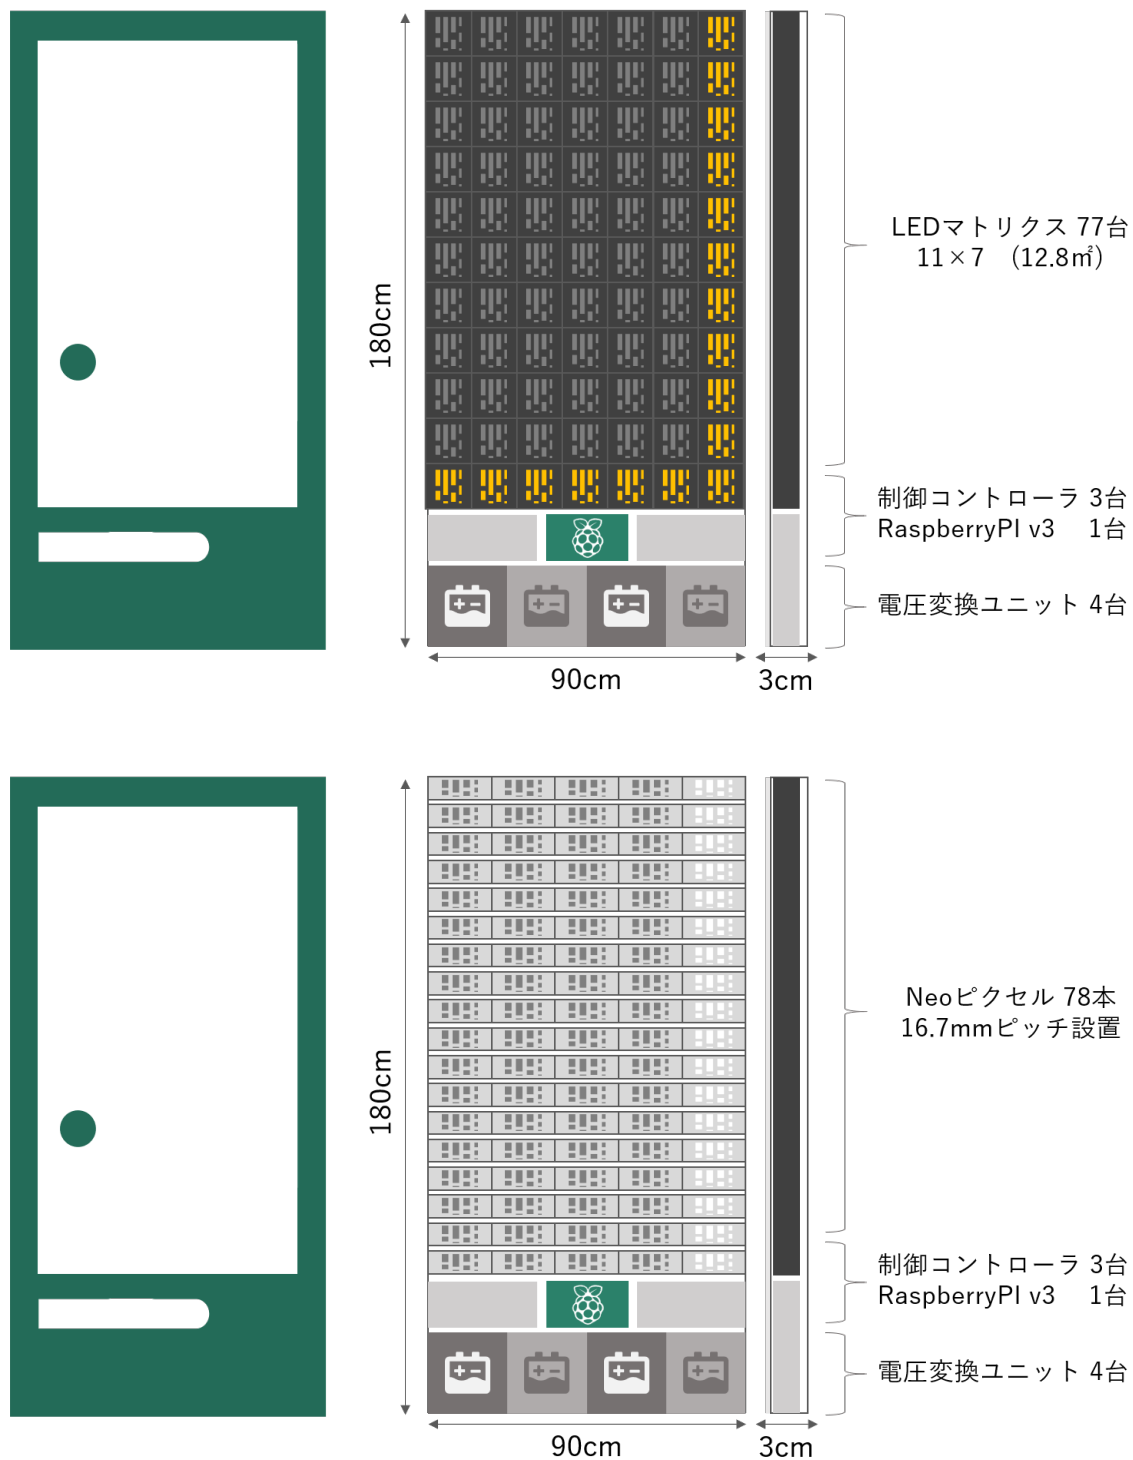 180cm
LEDマトリクス 77台
11×7 (12.8㎡)
制御コントローラ 3台
RaspberryPI v3 1台
電圧変換ユニット 4台
90cm
3cm
180cm
Neoピクセル 78本
16.7mmピッチ設置
制御コントローラ 3台
RaspberryPI v3 1台
電圧変換ユニット 4台
90cm
3cm